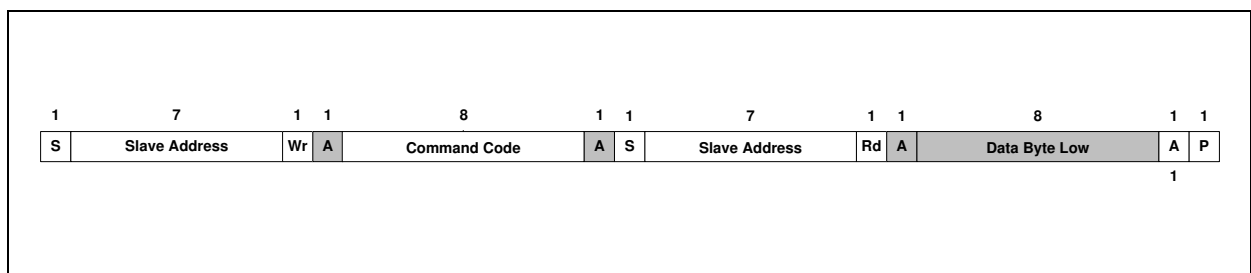 1 7 1 1 8 1 1 7 1 1 8 1 1
S Slave Address Wr A Command Code A S Slave Address Rd A Data Byte Low A P
1